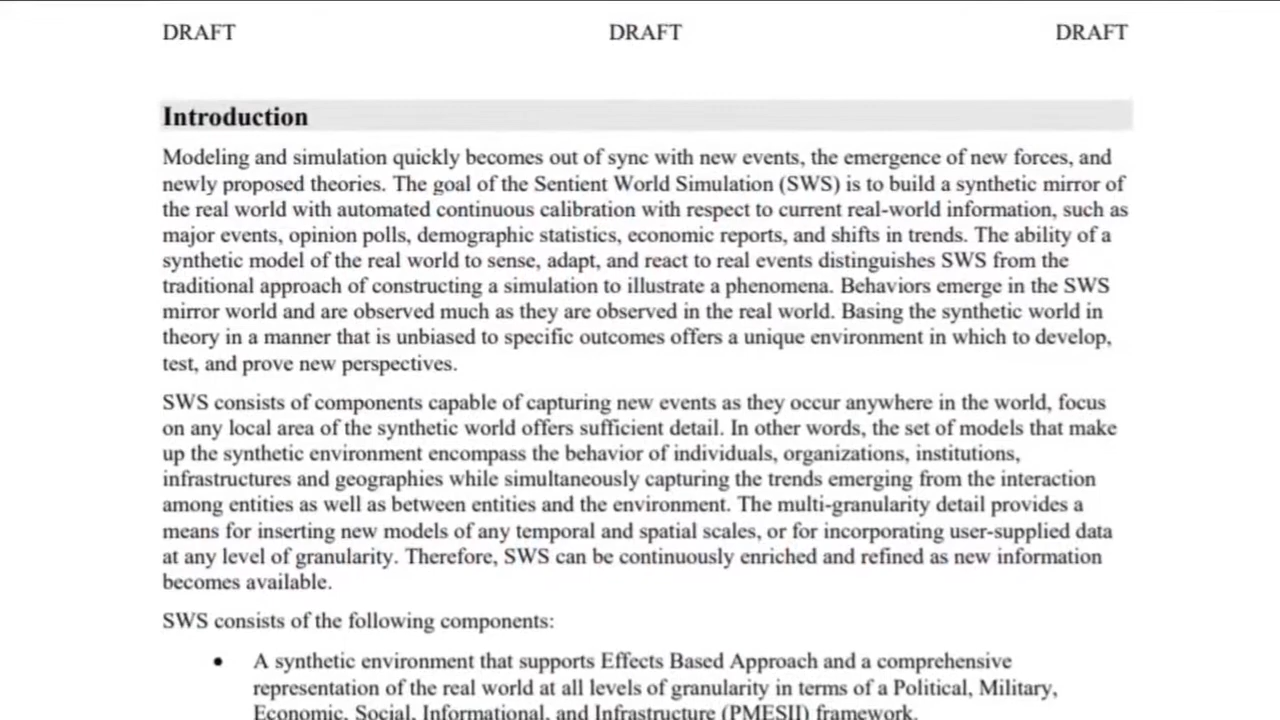 DRAFT DRAFT DRAFT
Introduction
Modeling and simulation quickly becomes out of sync with new events, the emergence of new forces, and
newly proposed theories. The goal of the Sentient World Simulation (SWS) is to build a synthetic mirror of
the real world with automated continuous calibration with respect to current real-world information, such as
major events, opinion polls, demographic statistics, economic reports, and shifts in trends. The ability of a
synthetic model of the real world to sense, adapt, and react to real events distinguishes SWS from the
traditional approach of constructing a simulation to illustrate a phenomena. Behaviors emerge in the SWS
mirror world and are observed much as they are observed in the real world. Basing the synthetic world in
theory in a manner that is unbiased to specific outcomes offers a unique environment in which to develop,
test, and prove new perspectives.
SWS consists of components capable of capturing new events as they occur anywhere in the world, focus
on any local area of the synthetic world offers sufficient detail. In other words, the set of models that make
up the synthetic environment encompass the behavior of individuals, organizations, institutions,
infrastructures and geographies while simultaneously capturing the trends emerging from the interaction
among entities as well as between entities and the environment. The multi-granularity detail provides a
means for inserting new models of any temporal and spatial scales, or for incorporating user-supplied data
at any level of granularity. Therefore, SWS can be continuously enriched and refined as new information
becomes available.
SWS consists of the following components:
• A synthetic environment that supports Effects Based Approach and a comprehensive
representation of the real world at all levels of granularity in terms of a Political, Military,
Economic, Social, Informational, and Infrastructure (PMESII) framework.